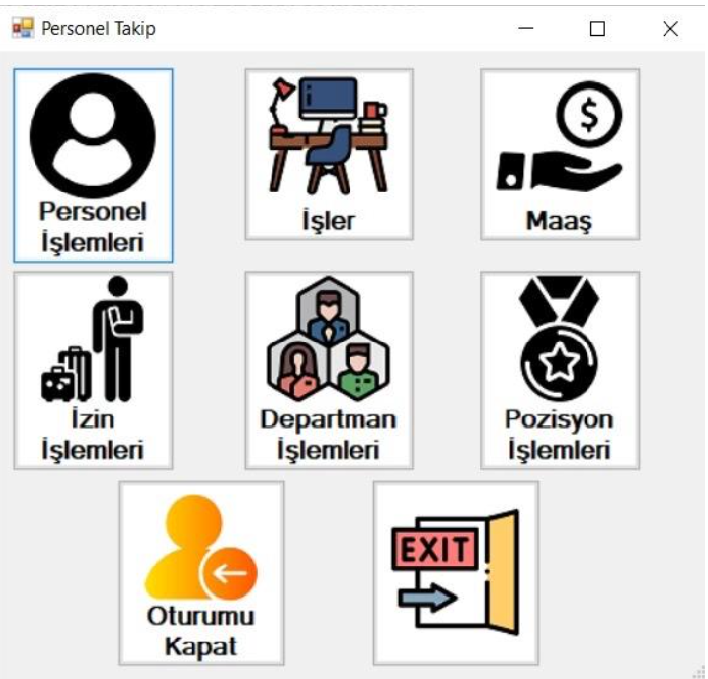 Personel Takip
Personel
İşlemleri
İşler
Maaş
İzin
İşlemleri
Departman
İşlemleri
Pozisyon
İşlemleri
Oturumu
Kapat
EXIT